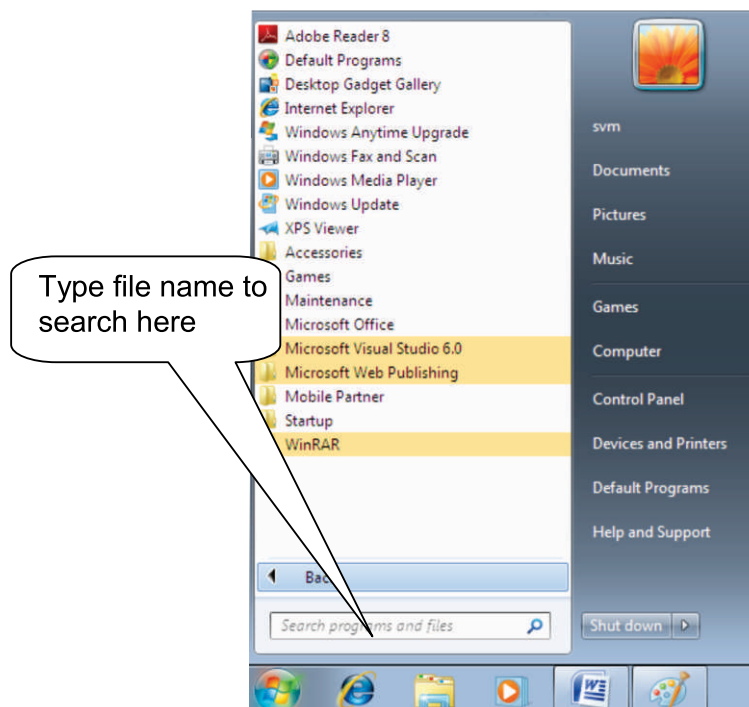 Adobe Reader 8
Default Programs
Desktop Gadget Gallery
Internet Explorer
Windows Anytime Upgrade
Windows Fax and Scan
Windows Media Player
Windows Update
XPS Viewer
Accessories
Games
Maintenance
Microsoft Office
Microsoft Visual Studio 6.0
Microsoft Web Publishing
Mobile Partner
Startup
WinRAR
Back
Search programs and files
Type file name to
search here
svm
Documents
Pictures
Music
Games
Computer
Control Panel
Devices and Printers
Default Programs
Help and Support
Shut down